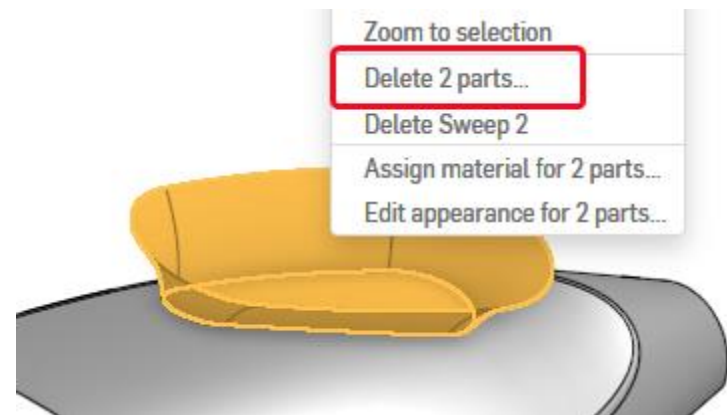 Zoom to selection
Delete 2 parts...
Delete Sweep 2
Assign material for 2 parts...
Edit appearance for 2 parts...